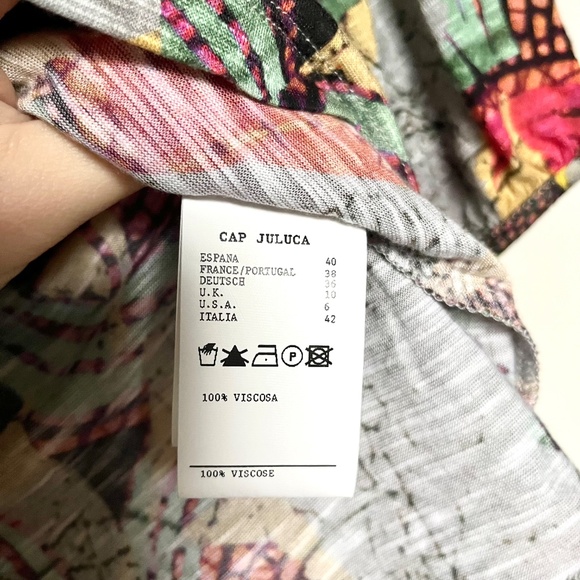 CAP JULUCA
ESPANA 40
FRANCE/PORTUGAL 38
DEUTSCH 36
U.K. 10
U.S.A. 6
ITALIA 42
P
100% VISCOSA
100% VISCOSE